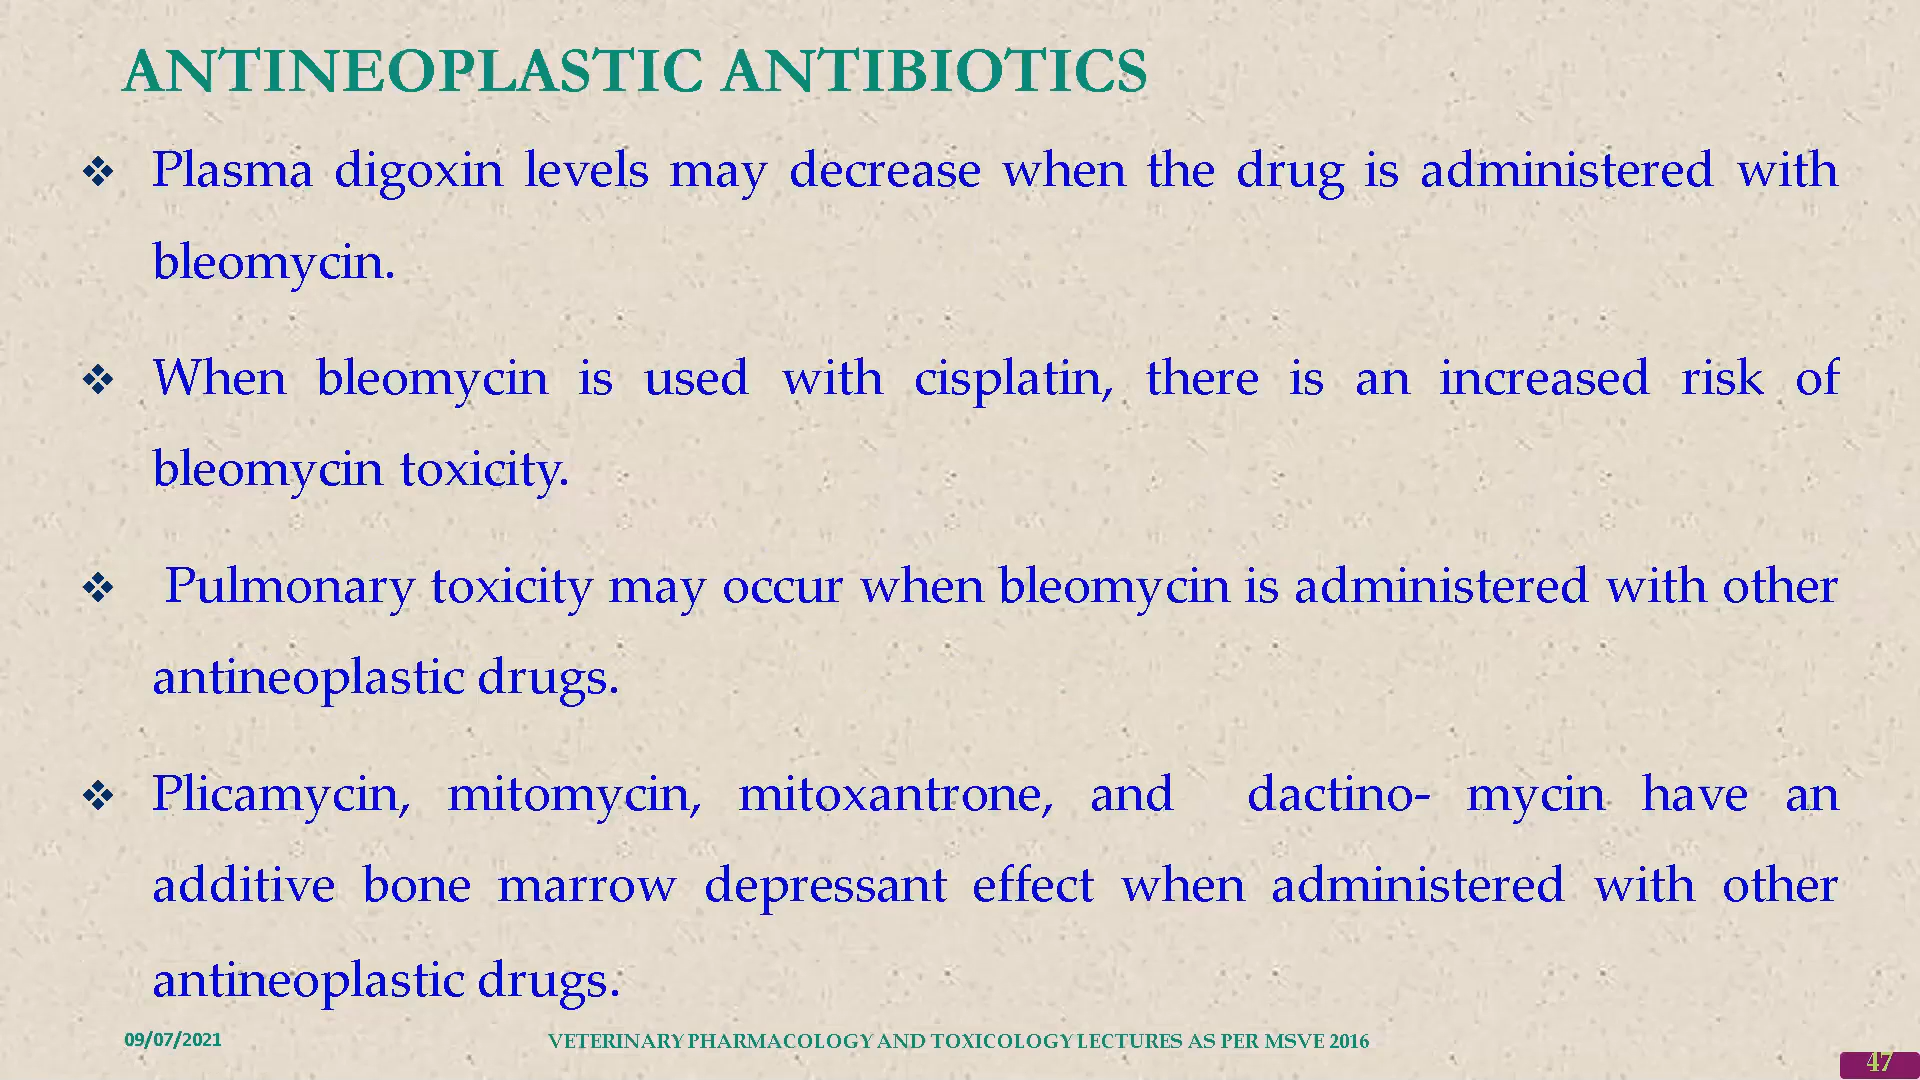 ANTINEOPLASTIC ANTIBIOTICS
❖ Plasma digoxin levels may decrease when the drug is administered with
bleomycin.
❖ When bleomycin is used with cisplatin, there is an increased risk of
bleomycin toxicity.
❖ Pulmonary toxicity may occur when bleomycin is administered with other
antineoplastic drugs.
❖ Plicamycin, mitomycin, mitoxantrone, and dactino- mycin have an
additive bone marrow depressant effect when administered with other
antineoplastic drugs.
09/07/2021
VETERINARY PHARMACOLOGY AND TOXICOLOGY LECTURES AS PER MSVE 2016
47